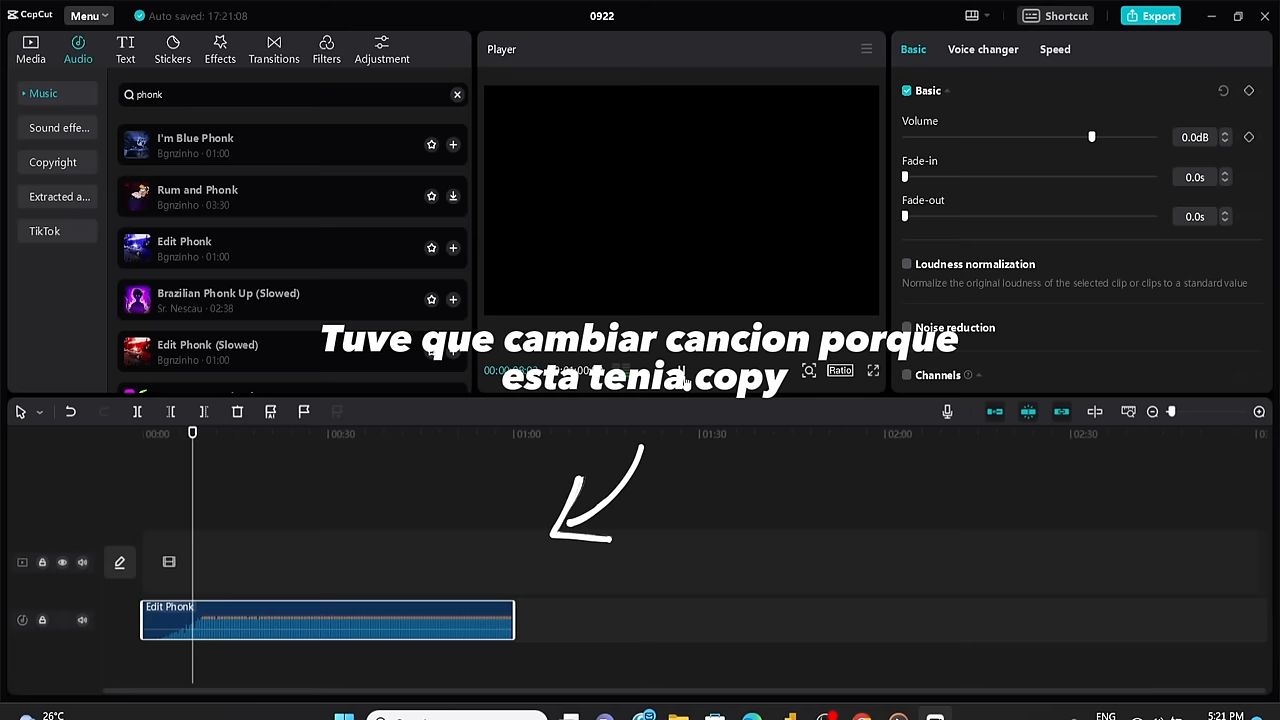 CapCut
Menu
Auto saved: 17:21:08
0922
Shortcut
Export
Media
Audio
Text
Stickers
Effects
Transitions
Filters
Adjustment
Music
Sound effe...
Copyright
Extracted a...
TikTok
phonk
I'm Blue Phonk
Bgnzinho · 01:00
Rum and Phonk
Bgnzinho · 03:30
Edit Phonk
Bgnzinho · 01:00
Brazilian Phonk Up (Slowed)
Sr. Nescau · 02:38
Edit Phonk (Slowed)
Bgnzinho · 01:00
Player
Ratio
Basic
Voice changer
Speed
Basic
Volume
0.0dB
Fade-in
0.0s
Fade-out
0.0s
Loudness normalization
Normalize the original loudness of the selected clip or clips to a standard value
Noise reduction
Channels
Tuve que cambiar cancion porque
esta tenia copy
00:00
00:30
01:00
01:30
02:00
02:30
Edit Phonk
26°C
ENG
5:21 PM